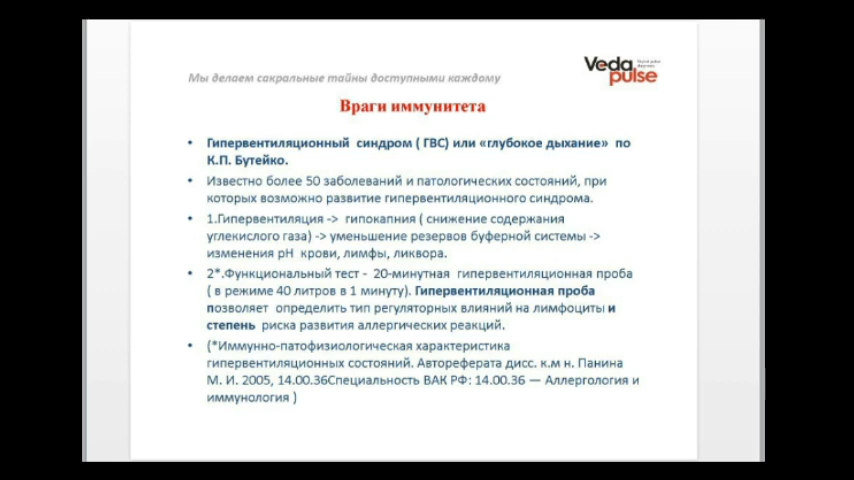 Мы делаем сакральные тайны доступными каждому
Veda
pulse
Враги иммунитета
• Гипервентиляционный синдром ( ГВС) или «глубокое дыхание» по
К.П. Бутейко.
• Известно более 50 заболеваний и патологических состояний, при
которых возможно развитие гипервентиляционного синдрома.
• 1.Гипервентиляция -> гипокапния ( снижение содержания
углекислого газа) -> уменьшение резервов буферной системы ->
изменения pH крови, лимфы, ликвора.
• 2*.Функциональный тест - 20-минутная гипервентиляционная проба
( в режиме 40 литров в 1 минуту). Гипервентиляционная проба
позволяет определить тип регуляторных влияний на лимфоциты и
степень риска развития аллергических реакций.
• (*Иммунно-патофизиологическая характеристика
гипервентиляционных состояний. Автореферата дисс. к.м н. Панина
М. И. 2005, 14.00.36Специальность ВАК РФ: 14.00.36 — Аллергология и
иммунология )